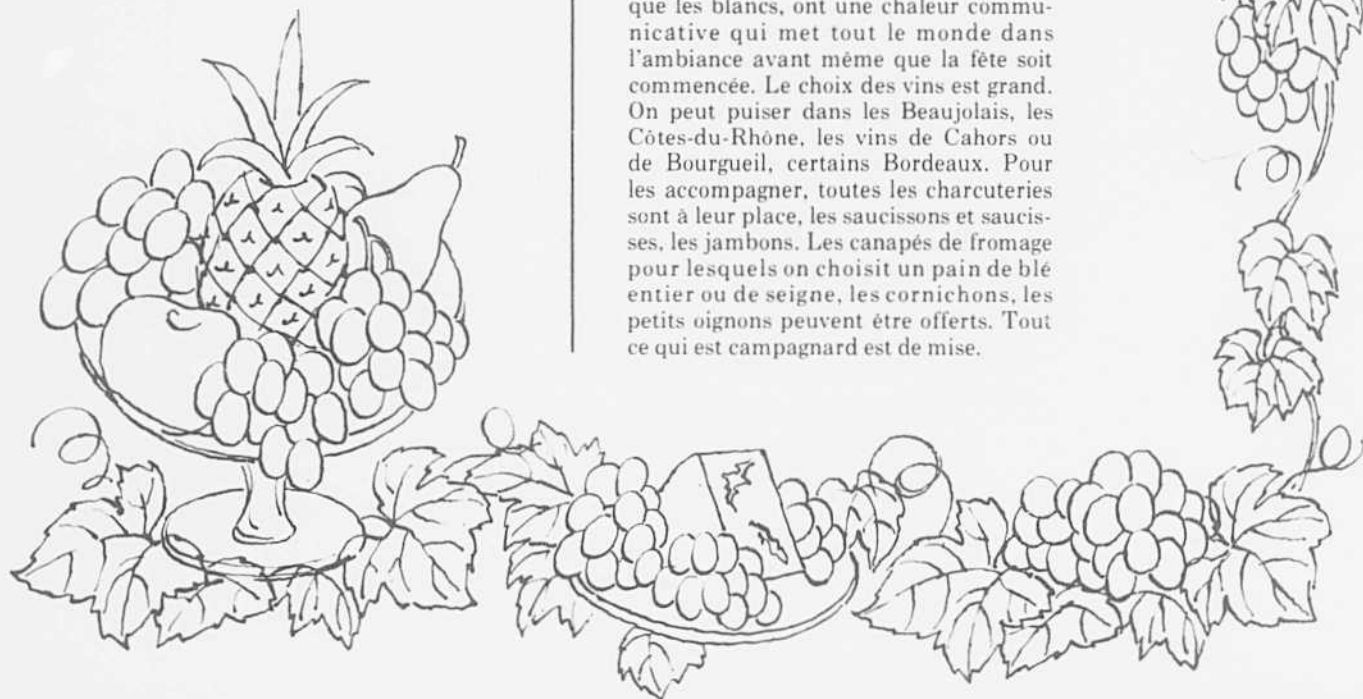 que les blancs, ont une chaleur commu-
nicative qui met tout le monde dans
l'ambiance avant même que la fête soit
commencée. Le choix des vins est grand.
On peut puiser dans les Beaujolais, les
Côtes-du-Rhône, les vins de Cahors ou
de Bourgueil, certains Bordeaux. Pour
les accompagner, toutes les charcuteries
sont à leur place, les saucissons et saucis-
ses, les jambons. Les canapés de fromage
pour lesquels on choisit un pain de blé
entier ou de seigne, les cornichons, les
petits oignons peuvent être offerts. Tout
ce qui est campagnard est de mise.